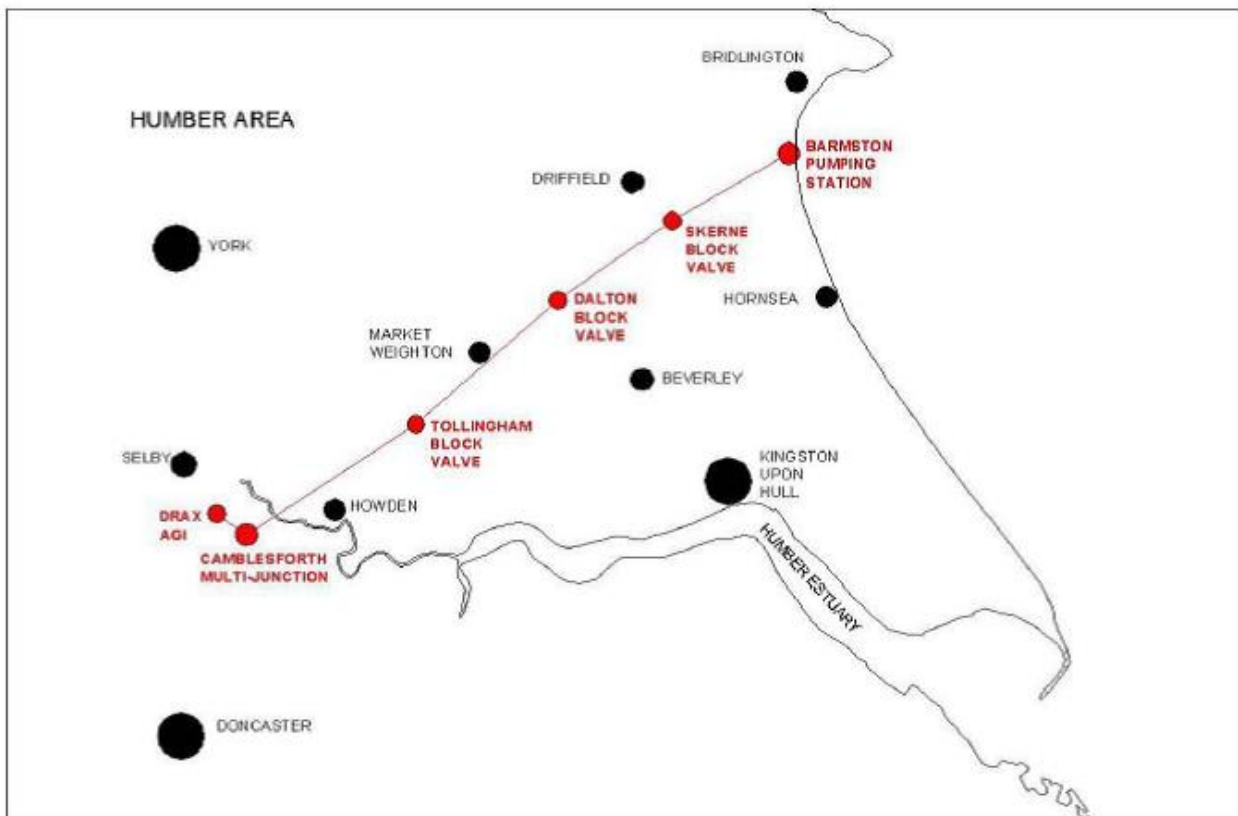 BRIDLINGTON
HUMBER AREA
BARMSTON
PUMPING
STATION
DRIFFIELD
SKERNE
BLOCK
VALVE
YORK
DALTON
BLOCK
VALVE
HORNSEA
MARKET
WEIGHTON
BEVERLEY
TOLLINGHAM
BLOCK
VALVE
SELBY
KINGSTON
UPON
HULL
HOWDEN
DRAX
AGI
CAMBLESFORTH
MULTI-JUNCTION
HUMBER ESTUARY
DONCASTER